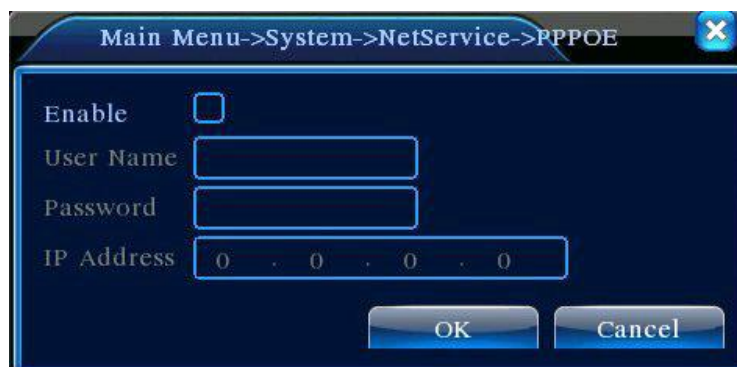 Main Menu->System->NetService->PPPOE
Enable
User Name
Password
IP Address 0 . 0 . 0 . 0
OK Cancel